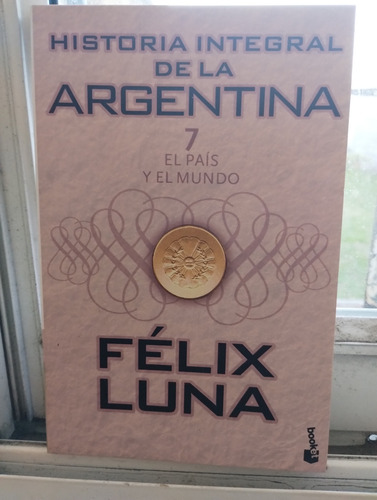 HISTORIA INTEGRAL
DE LA
ARGENTINA
7
EL PAÍS
Y EL MUNDO
FÉLIX
LUNA
booket